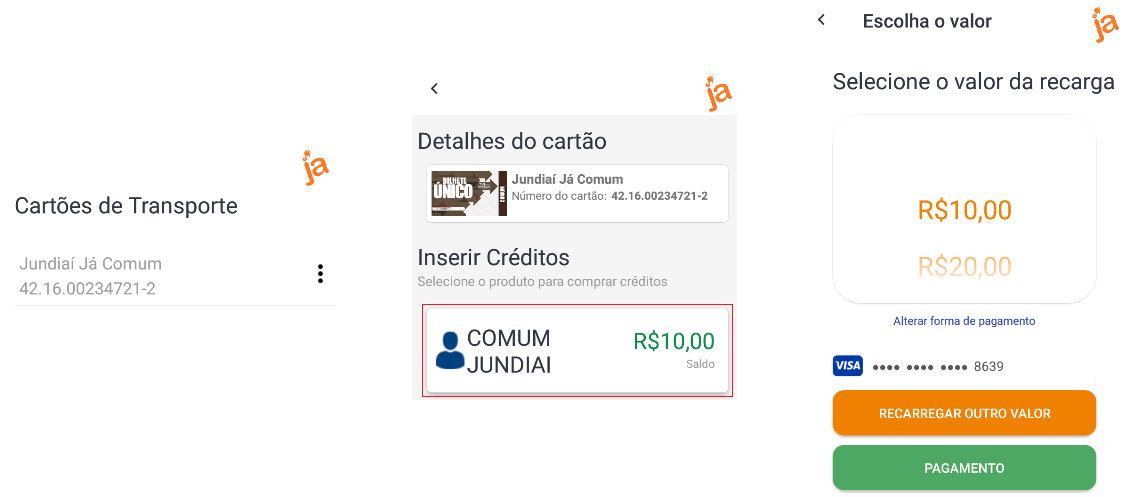 ja
Cartões de Transporte
Jundiaí Já Comum
42.16.00234721-2
ja
Detalhes do cartão
BILHETE
ÚNICO
COMUM
Jundiaí Já Comum
Número do cartão: 42.16.00234721-2
Inserir Créditos
Selecione o produto para comprar créditos
COMUM
JUNDIAI
R$10,00
Saldo
Escolha o valor
ja
Selecione o valor da recarga
R$10,00
R$20,00
Alterar forma de pagamento
VISA •••• •••• •••• 8639
RECARREGAR OUTRO VALOR
PAGAMENTO